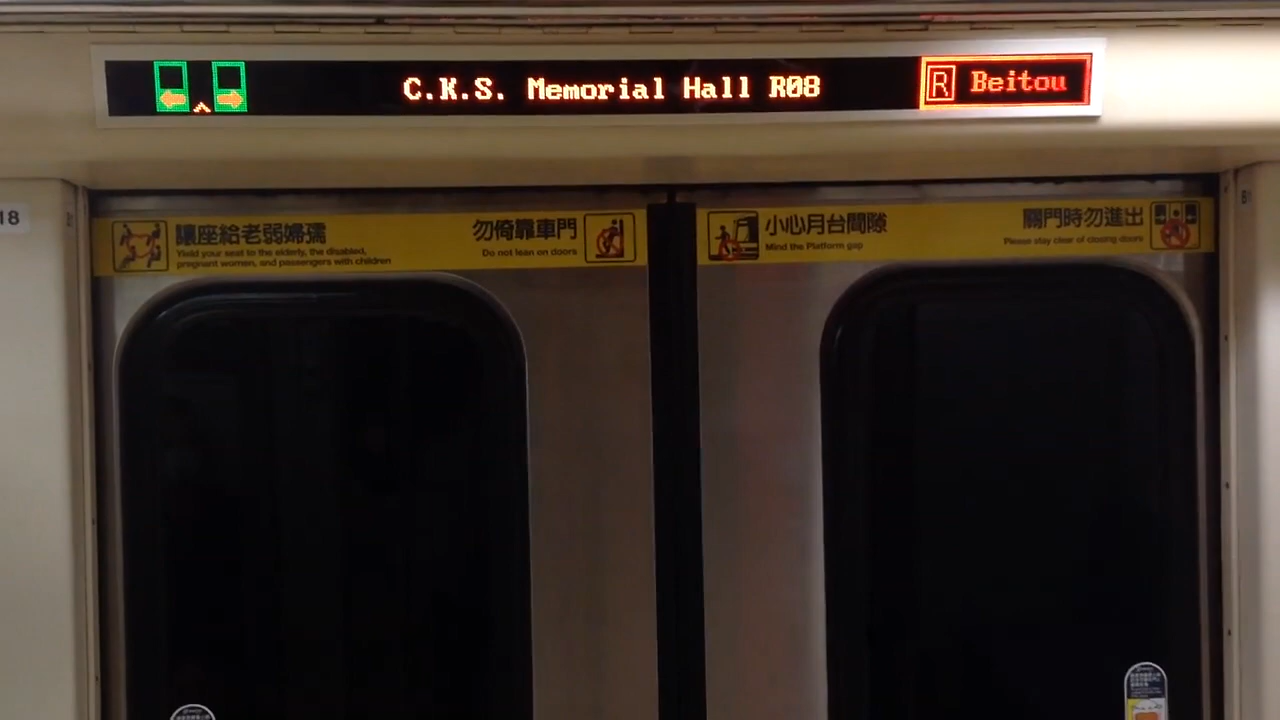 C.K.S. Memorial Hall R08
R Beitou
18
讓座給老弱婦孺
Yield your seat to the elderly, the disabled,
pregnant women, and passengers with children
勿倚靠車門
Do not lean on doors
小心月台間隙
Mind the Platform gap
關門時勿進出
Please stay clear of closing doors